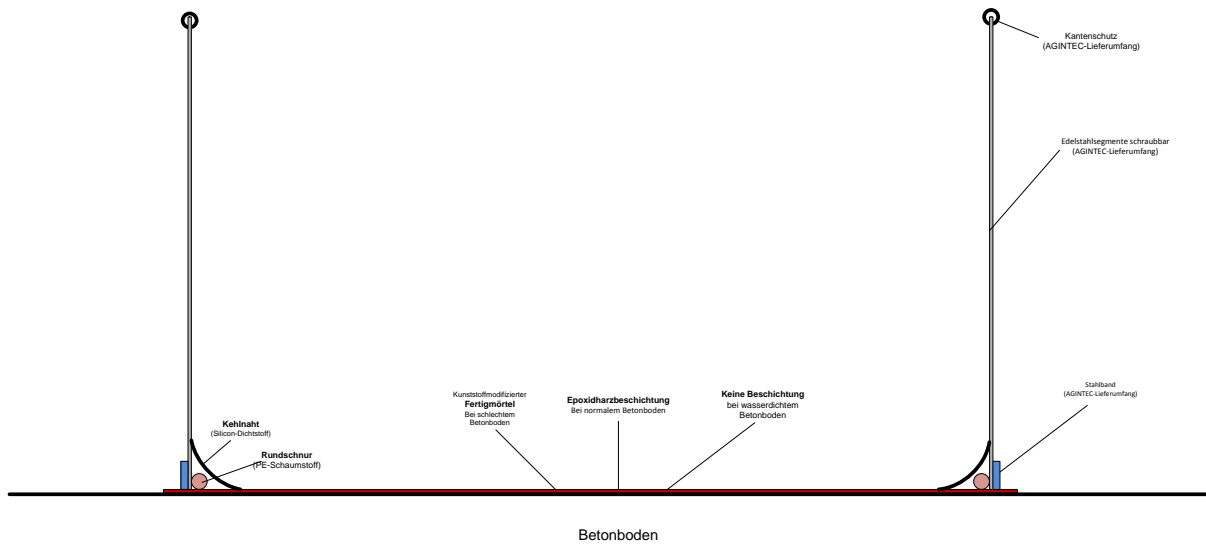 Kantenschutz
(AGINTEC-Lieferumfang)
Edelstahlsegmente schraubbar
(AGINTEC-Lieferumfang)
Kunststoffmodifizierter
Fertigmörtel
Bei schlechtem
Betonboden
Epoxidharzbeschichtung
Bei normalem Betonboden
Keine Beschichtung
bei wasserdichtem
Betonboden
Stahlband
(AGINTEC-Lieferumfang)
Kehlnaht
(Silicon-Dichtstoff)
Rundschnur
(PE-Schaumstoff)
Betonboden